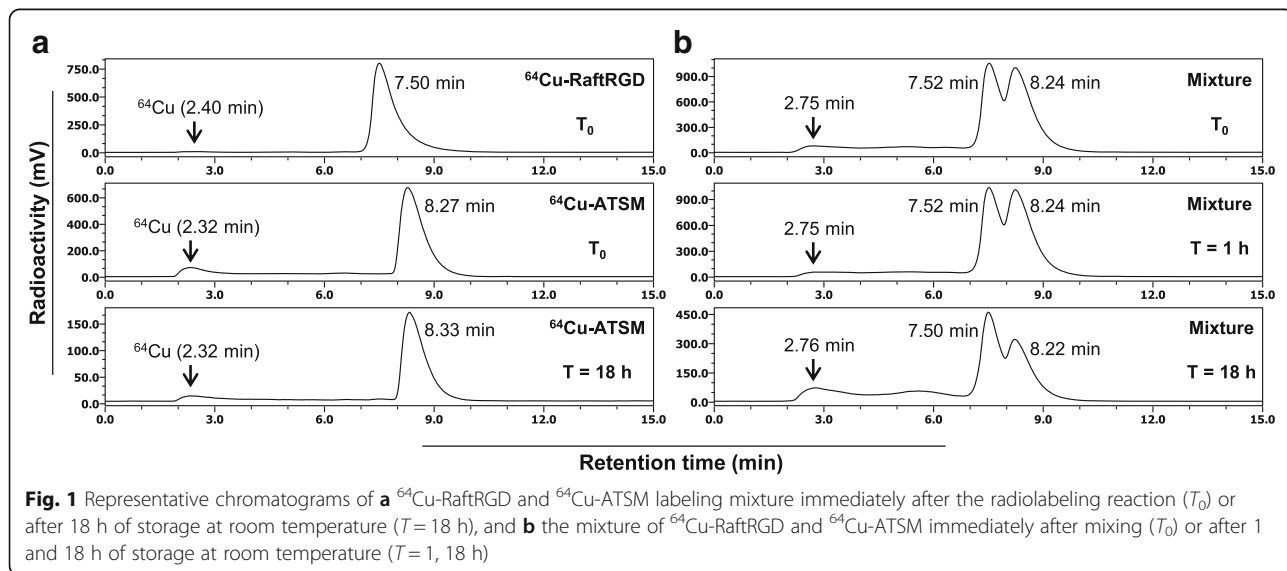 a
b
Radioactivity (mV)
750.0
500.0
250.0
0.0
⁶⁴Cu (2.40 min)
7.50 min
⁶⁴Cu-RaftRGD
T₀
0.0 3.0 6.0 9.0 12.0 15.0
600.0
400.0
200.0
0.0
⁶⁴Cu (2.32 min)
8.27 min
⁶⁴Cu-ATSM
T₀
0.0 3.0 6.0 9.0 12.0 15.0
150.0
100.0
50.0
0.0
⁶⁴Cu (2.32 min)
8.33 min
⁶⁴Cu-ATSM
T = 18 h
0.0 3.0 6.0 9.0 12.0 15.0
900.0
600.0
300.0
0.0
2.75 min
7.52 min
8.24 min
Mixture
T₀
0.0 3.0 6.0 9.0 12.0 15.0
900.0
600.0
300.0
0.0
2.75 min
7.52 min
8.24 min
Mixture
T = 1 h
0.0 3.0 6.0 9.0 12.0 15.0
450.0
300.0
150.0
0.0
2.76 min
7.50 min
8.22 min
Mixture
T = 18 h
0.0 3.0 6.0 9.0 12.0 15.0
Retention time (min)
Fig. 1 Representative chromatograms of a ⁶⁴Cu-RaftRGD and ⁶⁴Cu-ATSM labeling mixture immediately after the radiolabeling reaction (T₀) or
after 18 h of storage at room temperature (T = 18 h), and b the mixture of ⁶⁴Cu-RaftRGD and ⁶⁴Cu-ATSM immediately after mixing (T₀) or after 1
and 18 h of storage at room temperature (T = 1, 18 h)